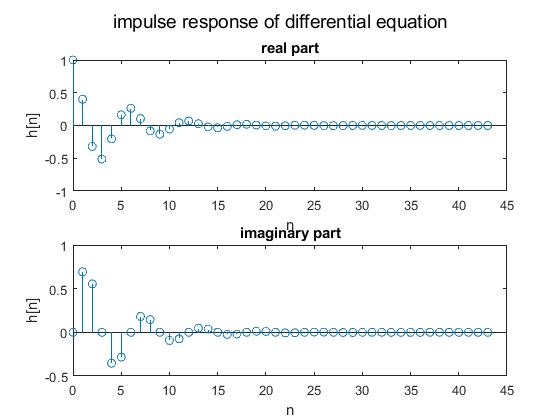 impulse response of differential equation
real part
1
0.5
0
-0.5
-1
h[n]
0 5 10 15 20 25 30 35 40 45
n
imaginary part
1
0.5
0
-0.5
h[n]
0 5 10 15 20 25 30 35 40 45
n